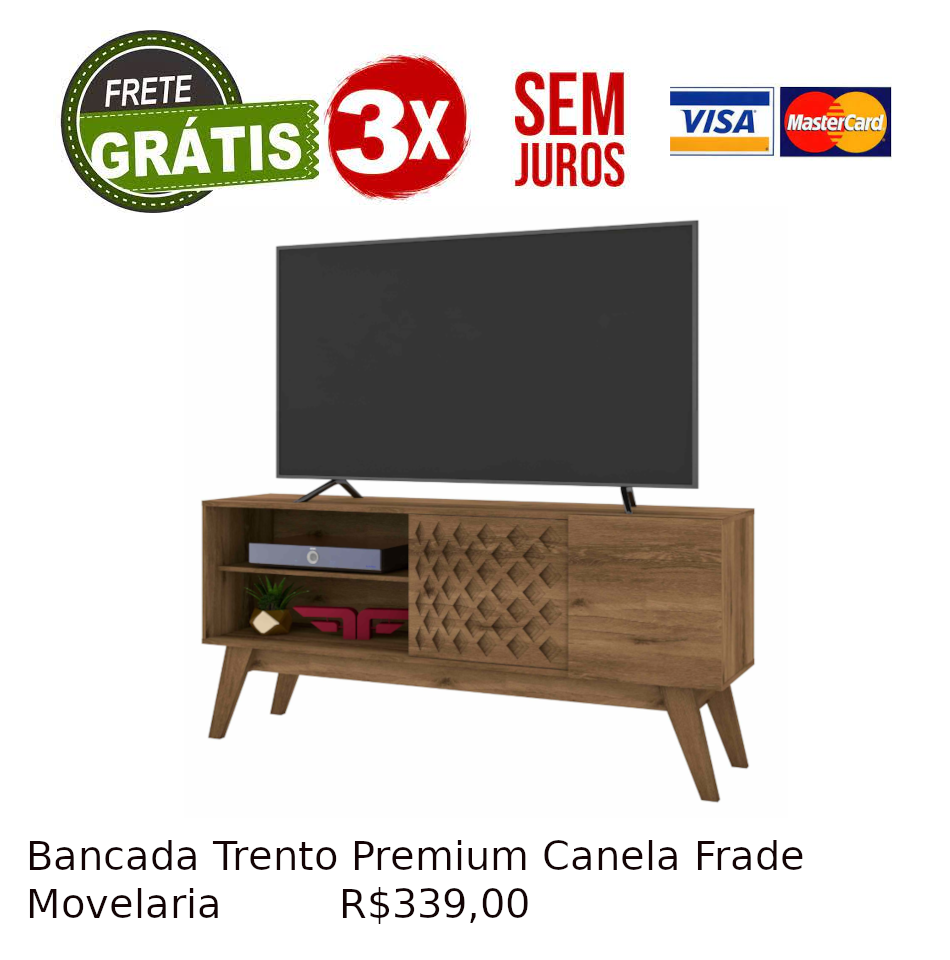 FRETE
GRÁTIS
3X
SEM
JUROS
VISA
MasterCard
Bancada Trento Premium Canela Frade
Movelaria R$339,00